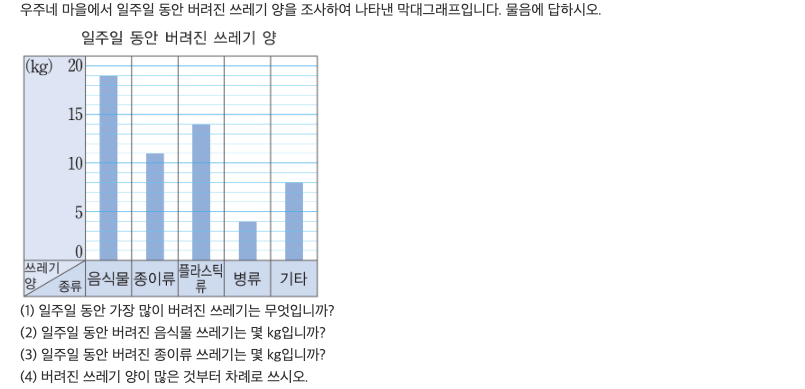 우주네 마을에서 일주일 동안 버려진 쓰레기 양을 조사하여 나타낸 막대그래프입니다. 물음에 답하시오.
일주일 동안 버려진 쓰레기 양
(kg) 20
15
10
5
0
쓰레기 양
종류
음식물 종이류 플라스틱류 병류 기타
(1) 일주일 동안 가장 많이 버려진 쓰레기는 무엇입니까?
(2) 일주일 동안 버려진 음식물 쓰레기는 몇 kg입니까?
(3) 일주일 동안 버려진 종이류 쓰레기는 몇 kg입니까?
(4) 버려진 쓰레기 양이 많은 것부터 차례로 쓰시오.